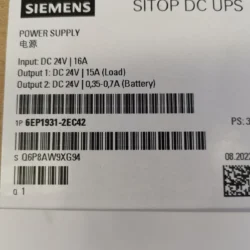 SIEMENS SITOP DC UPS
POWER SUPPLY
电源
Input: DC 24V | 16A
Output 1: DC 24V | 15A (Load)
Output 2: DC 24V | 0,35-0,7A (Battery)
1P 6EP1931-2EC42 PS: 3
S Q6P8AW9XG94
08.202
Q 1